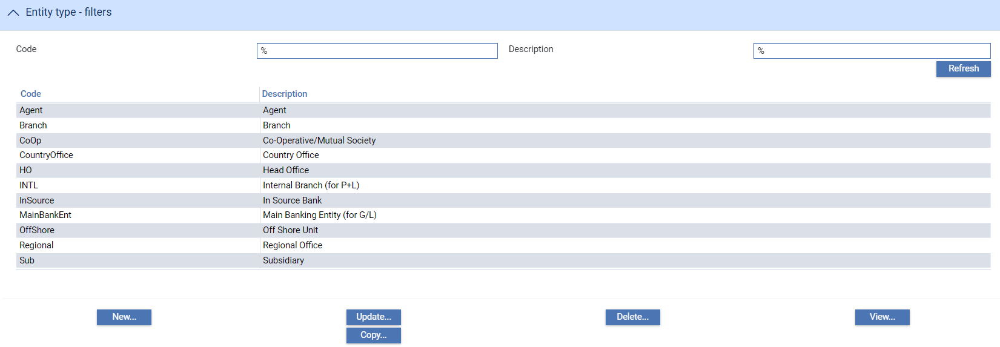 Entity type - filters
Code % Description %
Refresh
Code Description
Agent Agent
Branch Branch
CoOp Co-Operative/Mutual Society
CountryOffice Country Office
HO Head Office
INTL Internal Branch (for P+L)
InSource In Source Bank
MainBankEnt Main Banking Entity (for G/L)
OffShore Off Shore Unit
Regional Regional Office
Sub Subsidiary
New... Update... Delete... View...
Copy...